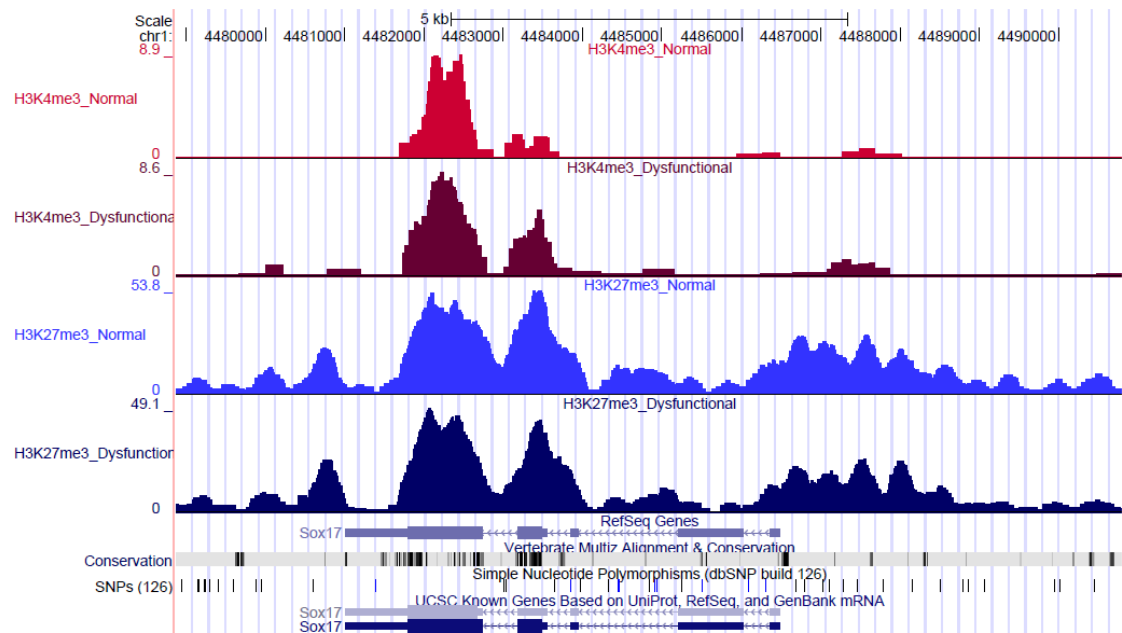 Scale 5 kb
chr1: 4480000 4481000 4482000 4483000 4484000 4485000 4486000 4487000 4488000 4489000 4490000
8.9 H3K4me3_Normal
H3K4me3_Normal
0
8.6 H3K4me3_Dysfunctional
H3K4me3_Dysfunctiona
0
53.8 H3K27me3_Normal
H3K27me3_Normal
0
49.1 H3K27me3_Dysfunctional
H3K27me3_Dysfunction
0
RefSeq Genes
Sox17
Vertebrate Multiz Alignment & Conservation
Conservation
Simple Nucleotide Polymorphisms (dbSNP build 126)
SNPs (126)
UCSC Known Genes Based on UniProt, RefSeq, and GenBank mRNA
Sox17
Sox17